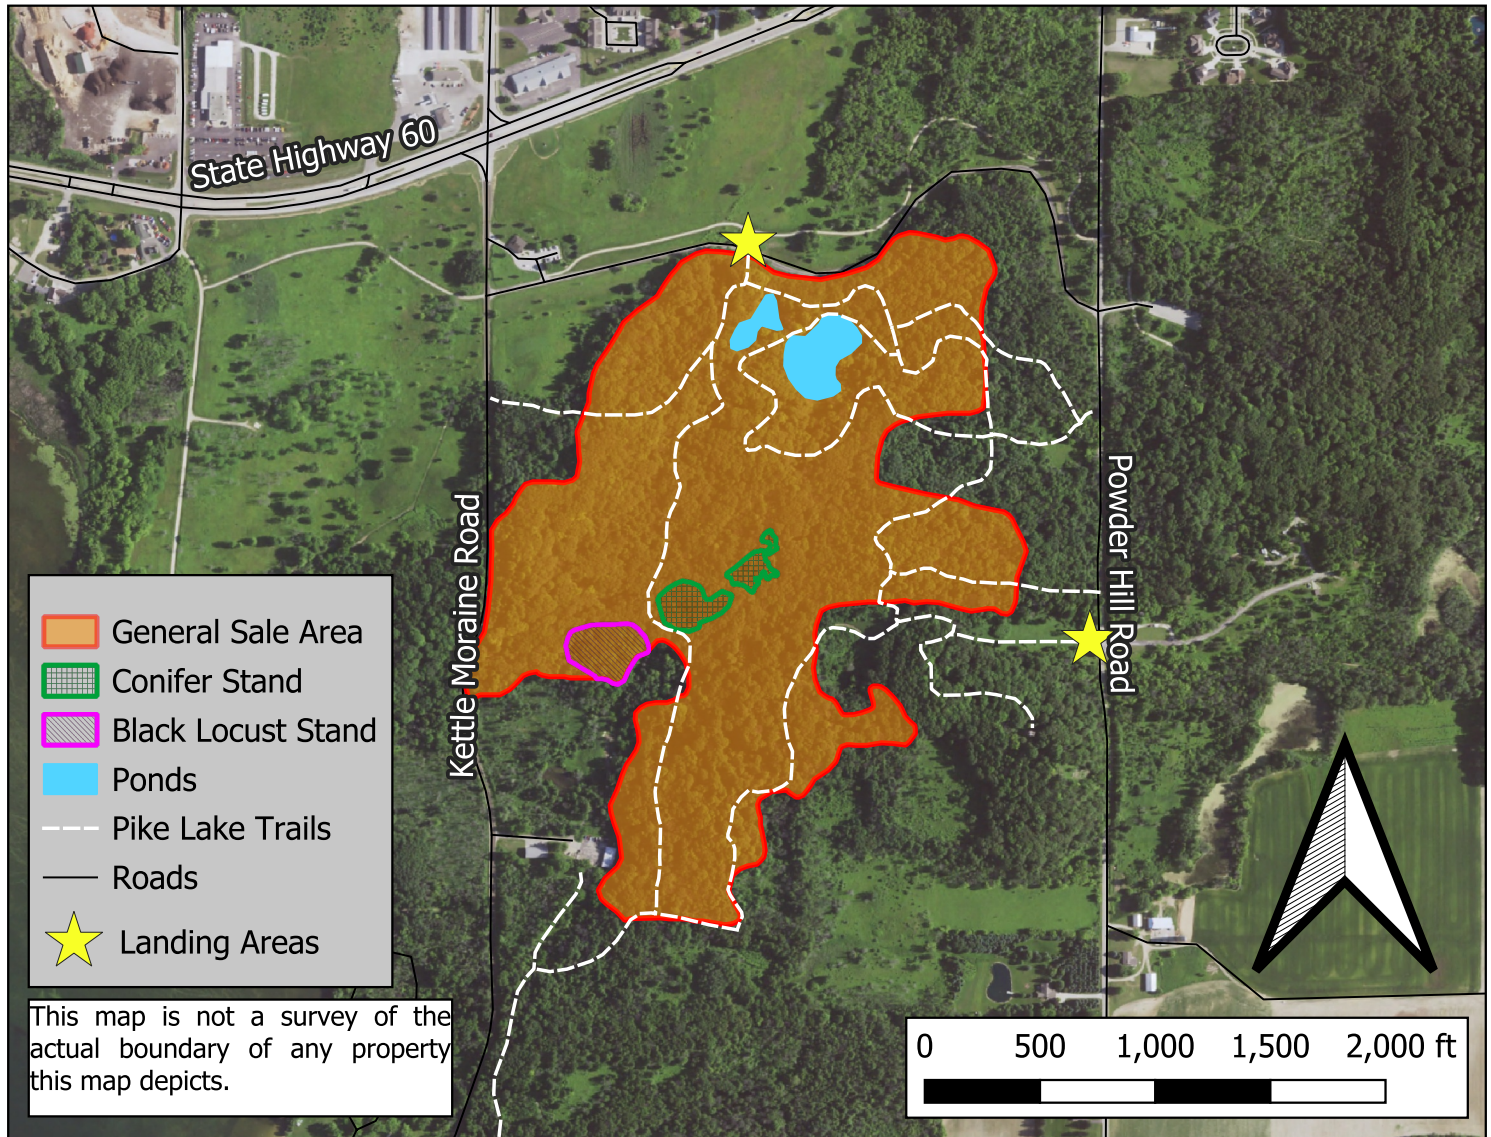 State Highway 60
Kettle Moraine Road
Powder Hill Road
General Sale Area
Conifer Stand
Black Locust Stand
Ponds
Pike Lake Trails
Roads
Landing Areas
This map is not a survey of the
actual boundary of any property
this map depicts.
0 500 1,000 1,500 2,000 ft